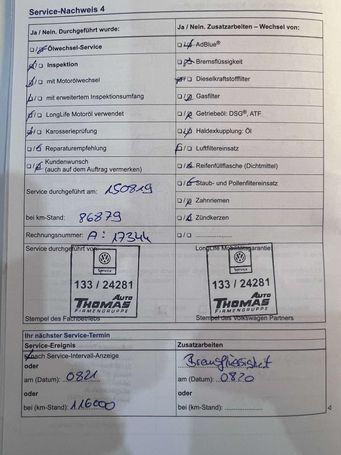 Service-Nachweis 4
Ja / Nein. Durchgeführt wurde:
Ja / Nein. Zusatzarbeiten – Wechsel von:
Ölwechsel-Service
AdBlue®
Inspektion
Bremsflüssigkeit
mit Motorölwechsel
Dieselkraftstofffilter
mit erweitertem Inspektionsumfang
Gasfilter
LongLife Motoröl verwendet
Getriebeöl: DSG®, ATF
Karosserieprüfung
Haldexkupplung: Öl
Reparaturempfehlung
Luftfiltereinsatz
Kundenwunsch
(auch auf dem Auftrag vermerken)
Reifenfüllflasche (Dichtmittel)
Staub- und Pollenfiltereinsatz
Service durchgeführt am: 150819
Zahnriemen
bei km-Stand: 86879
Zündkerzen
Rechnungsnummer: A: 17344
Service durchgeführt von:
LongLife Mobilitätsgarantie
Service
133 / 24281
AUTO
THOMAS
FIRMENGRUPPE
Stempel des Fachbetriebs
Service
133 / 24281
AUTO
THOMAS
FIRMENGRUPPE
Stempel des Volkswagen Partners
Ihr nächster Service-Termin
Service-Ereignis
Zusatzarbeiten
nach Service-Intervall-Anzeige
Bremsflüssigkeit
oder
am (Datum): 0821
am (Datum): 0820
oder
oder
bei (km-Stand): 116000
bei (km-Stand):